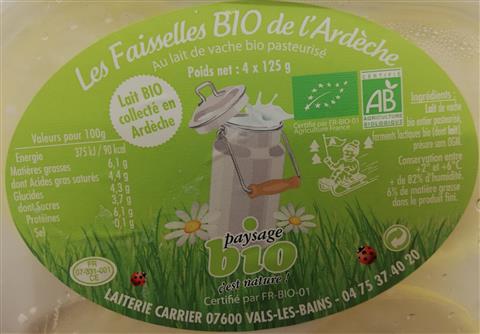 Les Faisselles BIO de l'Ardèche
Au lait de vache bio pasteurisé
Poids net : 4 x 125 g
Lait BIO
collecté en
Ardèche
Valeurs pour 100g
Energie 375 kJ / 90 kcal
Matières grasses 6,1 g
dont Acides gras saturés 4,4 g
Glucides 4,3 g
dont Sucres 3,7 g
Protéines 6,1 g
Sel 0,1 g
CERTIFIÉ
AB
AGRICULTURE
BIOLOGIQUE
Certifié par FR-BIO-01
Agriculture France
Ingrédients :
Lait de vache
bio entier pasteurisé,
ferments lactiques bio (dont lait)
présure sans OGM.
Conservation entre
+2° et +6°C
+ de 82% d'humidité.
6% de matière grasse
dans le produit fini.
paysage
bio
c'est nature !
Certifié par FR-BIO-01
FR
07-331-001
CE
LAITERIE CARRIER 07600 VALS-LES-BAINS - 04 75 37 40 20